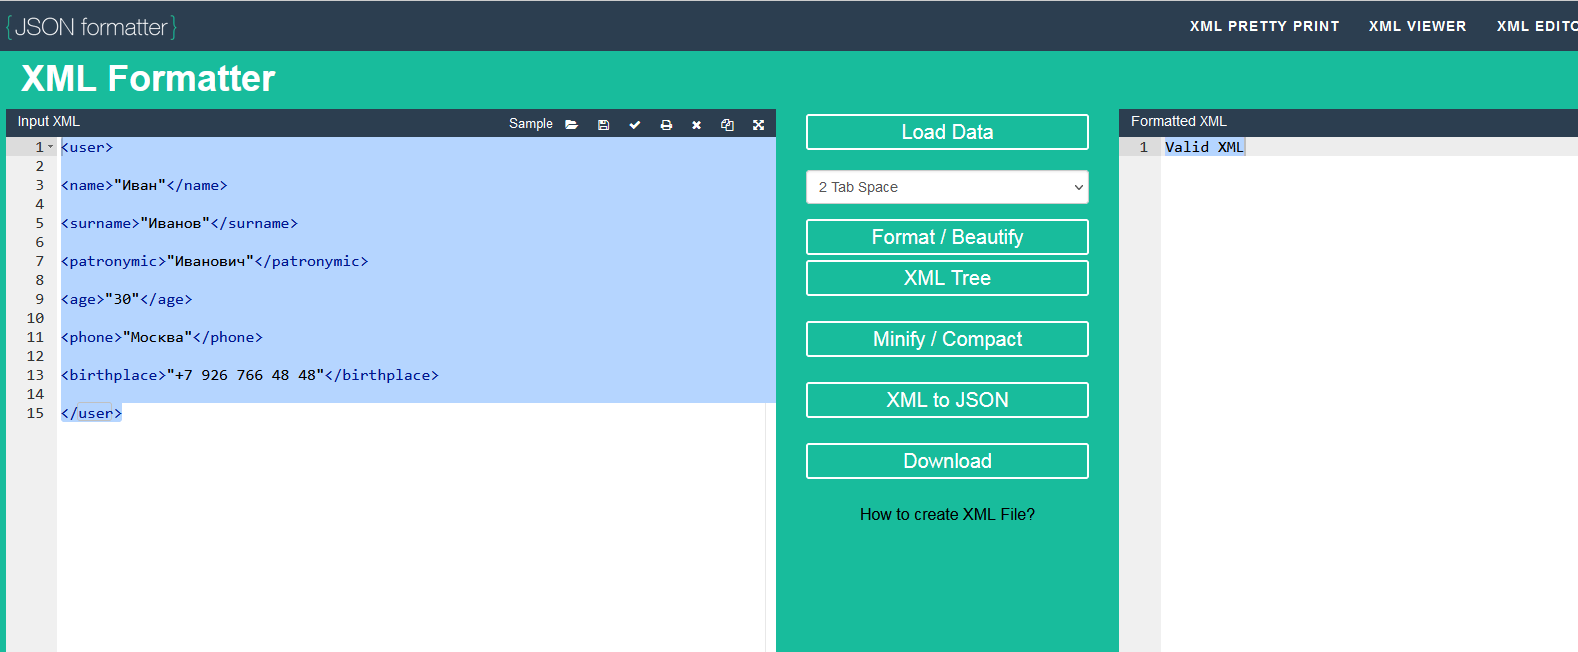 {JSON formatter}
XML PRETTY PRINT
XML VIEWER
XML EDITO
XML Formatter
Input XML
Sample
1 <user>
2
3 <name>"Иван"</name>
4
5 <surname>"Иванов"</surname>
6
7 <patronymic>"Иванович"</patronymic>
8
9 <age>"30"</age>
10
11 <phone>"Москва"</phone>
12
13 <birthplace>"+7 926 766 48 48"</birthplace>
14
15 </user>
Load Data
2 Tab Space
Format / Beautify
XML Tree
Minify / Compact
XML to JSON
Download
How to create XML File?
Formatted XML
1 Valid XML